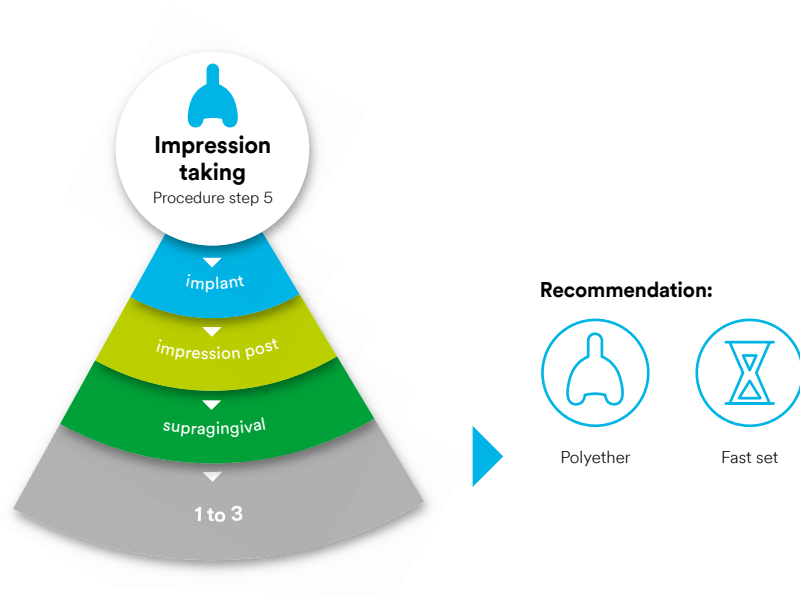 Impression
taking
Procedure step 5
implant
impression post
supragingival
1 to 3
Recommendation:
Polyether
Fast set